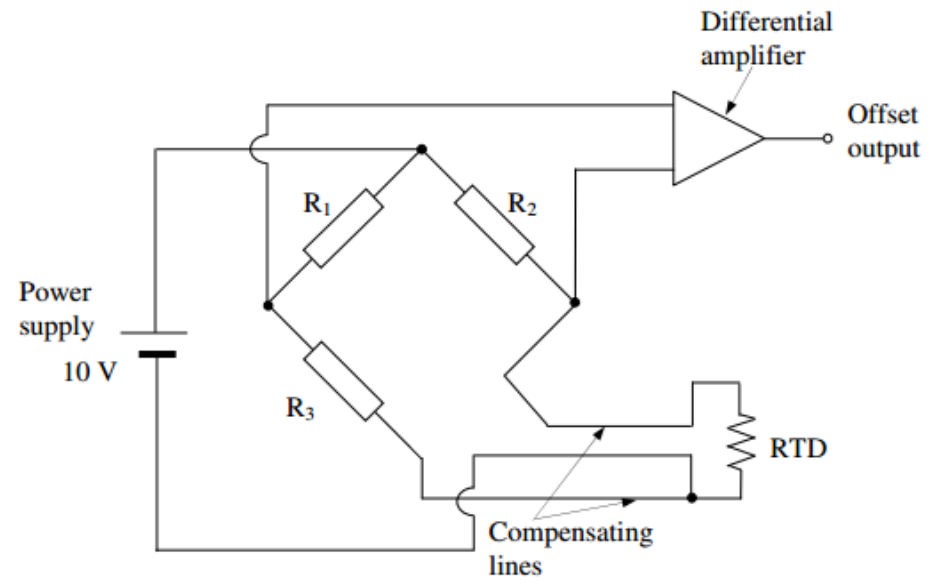 Differential
amplifier
Offset
output
R₁
R₂
Power
supply
10 V
R₃
RTD
Compensating
lines